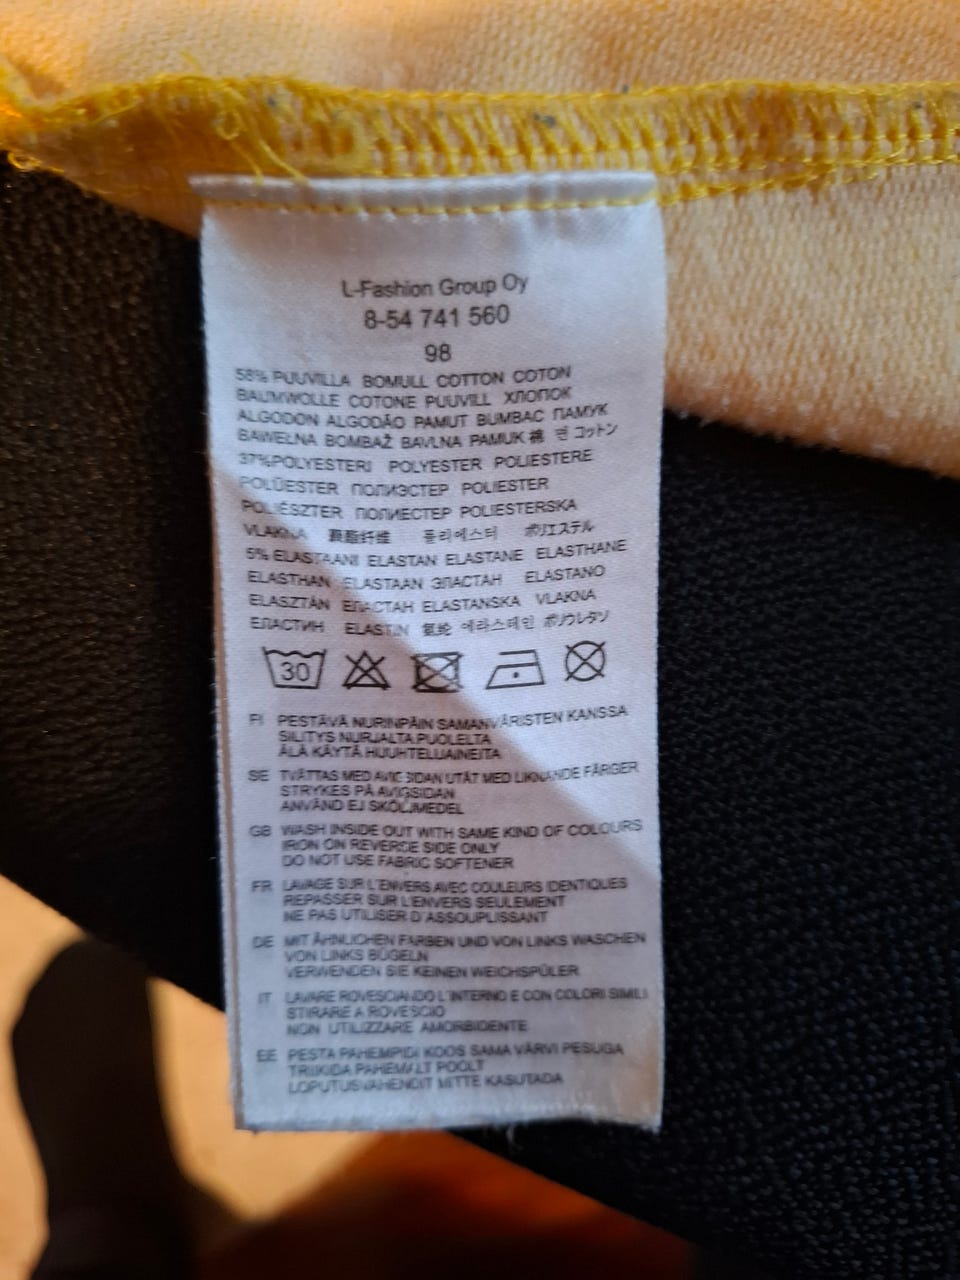 L-Fashion Group Oy
8-54 741 560
98
58% PUUVILLA BOMULL COTTON COTON
BAUMWOLLE COTONE PUUVILL ХЛОПОК
ALGODON ALGODÃO PAMUT BUMBAC ПАМУК
BAWEŁNA BOMBAŽ BAVLNA PAMUK 棉 면 コットン
37%POLYESTERI POLYESTER POLIESTERE
POLÜESTER ПОЛИЭСТЕР POLIESTER
POLIÉSZTER ПОЛИЕСТЕР POLIESTERSKA
VLAKNA 聚酯纤维 폴리에스터 ポリエステル
5% ELASTAANI ELASTAN ELASTANE ELASTHANE
ELASTHAN ELASTAAN ЭЛАСТАН ELASTANO
ELASZTÁN ЕЛАСТАН ELASTANSKA VLAKNA
ЕЛАСТИН ELASTIN 氨纶 에라스테인 ポリウレタン
30
FI PESTÄVÄ NURINPÄIN SAMANVÄRISTEN KANSSA
SILITYS NURJALTA PUOLELTA
ÄLÄ KÄYTÄ HUUHTELUAINEITA
SE TVÄTTAS MED AVIGSIDAN UTÅT MED LIKNANDE FÄRGER
STRYKES PÅ AVIGSIDAN
ANVÄND EJ SKÖLJMEDEL
GB WASH INSIDE OUT WITH SAME KIND OF COLOURS
IRON ON REVERSE SIDE ONLY
DO NOT USE FABRIC SOFTENER
FR LAVAGE SUR L'ENVERS AVEC COULEURS IDENTIQUES
REPASSER SUR L'ENVERS SEULEMENT
NE PAS UTILISER D'ASSOUPLISSANT
DE MIT ÄHNLICHEN FARBEN UND VON LINKS WASCHEN
VON LINKS BÜGELN
VERWENDEN SIE KEINEN WEICHSPÜLER
IT LAVARE ROVESCIANDO L'INTERNO E CON COLORI SIMILI
STIRARE A ROVESCIO
NON UTILIZZARE AMORBIDENTE
EE PESTA PAHEMPIDI KOOS SAMA VÄRVI PESUGA
TRIIKIDA PAHEMALT POOLT
LOPUTUSVAHENDIT MITTE KASUTADA